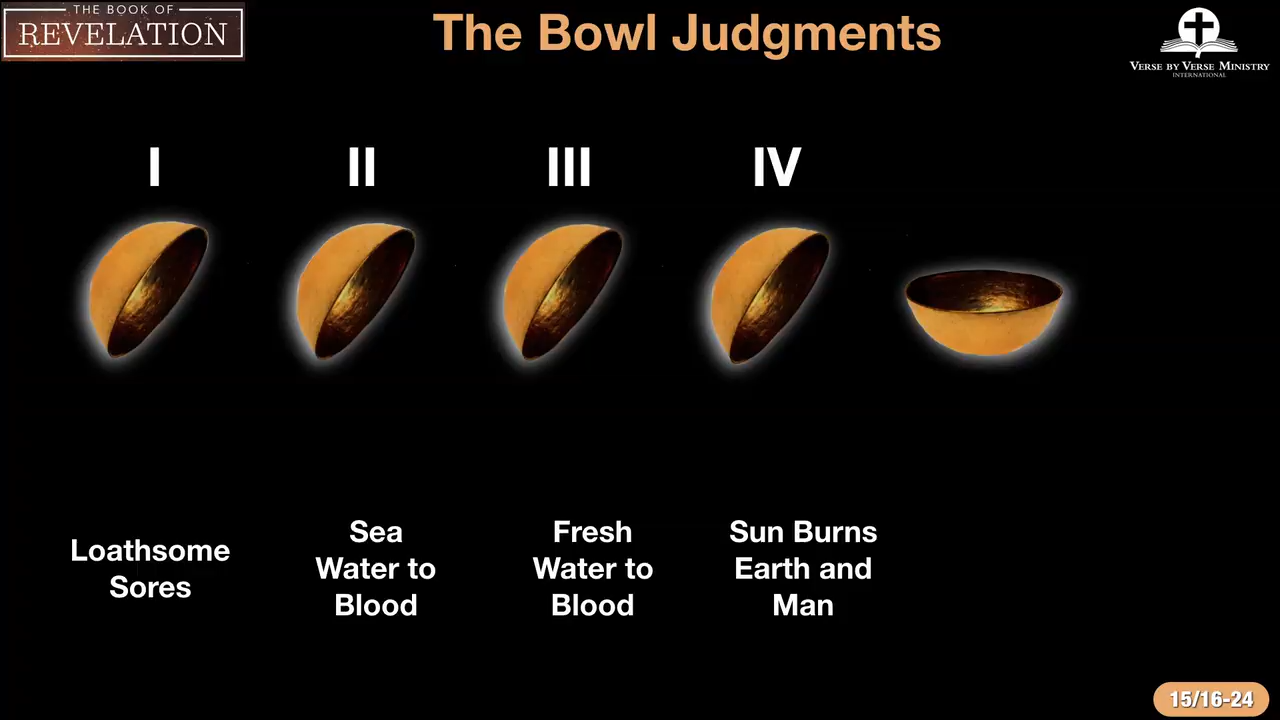 THE BOOK OF
REVELATION
The Bowl Judgments
VERSE BY VERSE MINISTRY
INTERNATIONAL
I
II
III
IV
Loathsome
Sores
Sea
Water to
Blood
Fresh
Water to
Blood
Sun Burns
Earth and
Man
15/16-24